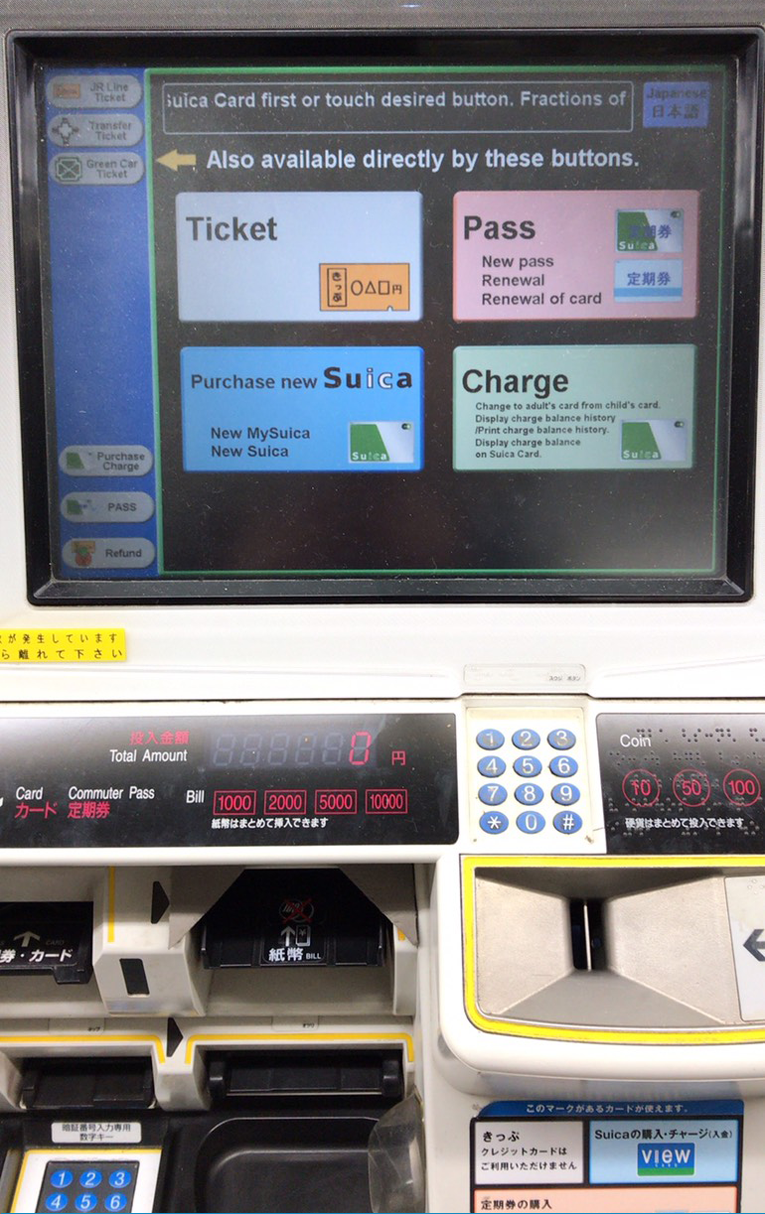 JR Line
Ticket
Transfer
Ticket
Green Car
Ticket
Suica Card first or touch desired button. Fractions of
Japanese
日本語
Also available directly by these buttons.
Ticket
きっぷ
〇△□円
Pass
New pass
Renewal
Renewal of card
定期券
Suica
定期券
Purchase new Suica
New MySuica
New Suica
Suica
Charge
Change to adult's card from child's card.
Display charge balance history
/Print charge balance history.
Display charge balance
on Suica Card.
Suica
Purchase
Charge
PASS
Refund
が発生しています
ら離れて下さい
投入金額
Total Amount
0 円
Card
カード
Commuter Pass
定期券
Bill
1000 2000 5000 10000
紙幣はまとめて挿入できます
1 2 3
4 5 6
7 8 9
* 0 #
Coin
10 50 100
硬貨はまとめて投入できます
券・カード
CARD
紙幣 BILL
暗証番号入力専用
数字キー
1 2 3
4 5 6
このマークがあるカードが使えます。
きっぷ
クレジットカードは
ご利用いただけません
Suicaの購入・チャージ(入金)
VIEW
定期券の購入